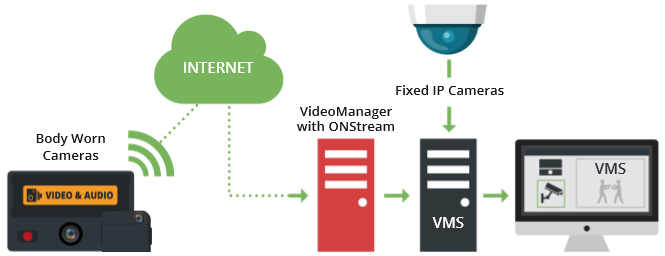 INTERNET
Fixed IP Cameras
VideoManager
with ONStream
Body Worn
Cameras
VIDEO & AUDIO
VMS
VMS